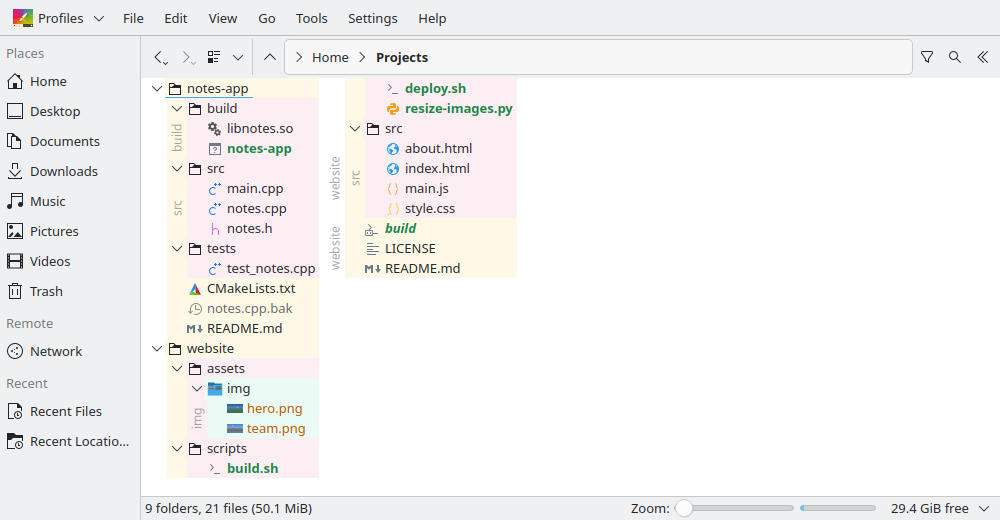 Profiles File Edit View Go Tools Settings Help
Home Projects
Places
Home
Desktop
Documents
Downloads
Music
Pictures
Videos
Trash
Remote
Network
Recent
Recent Files
Recent Locatio...
notes-app
build
build
libnotes.so
notes-app
src
src
main.cpp
notes.cpp
notes.h
tests
test_notes.cpp
CMakeLists.txt
notes.cpp.bak
README.md
website
assets
img
img
hero.png
team.png
scripts
build.sh
deploy.sh
resize-images.py
website
src
src
about.html
index.html
main.js
style.css
website
build
LICENSE
README.md
9 folders, 21 files (50.1 MiB)
Zoom:
29.4 GiB free